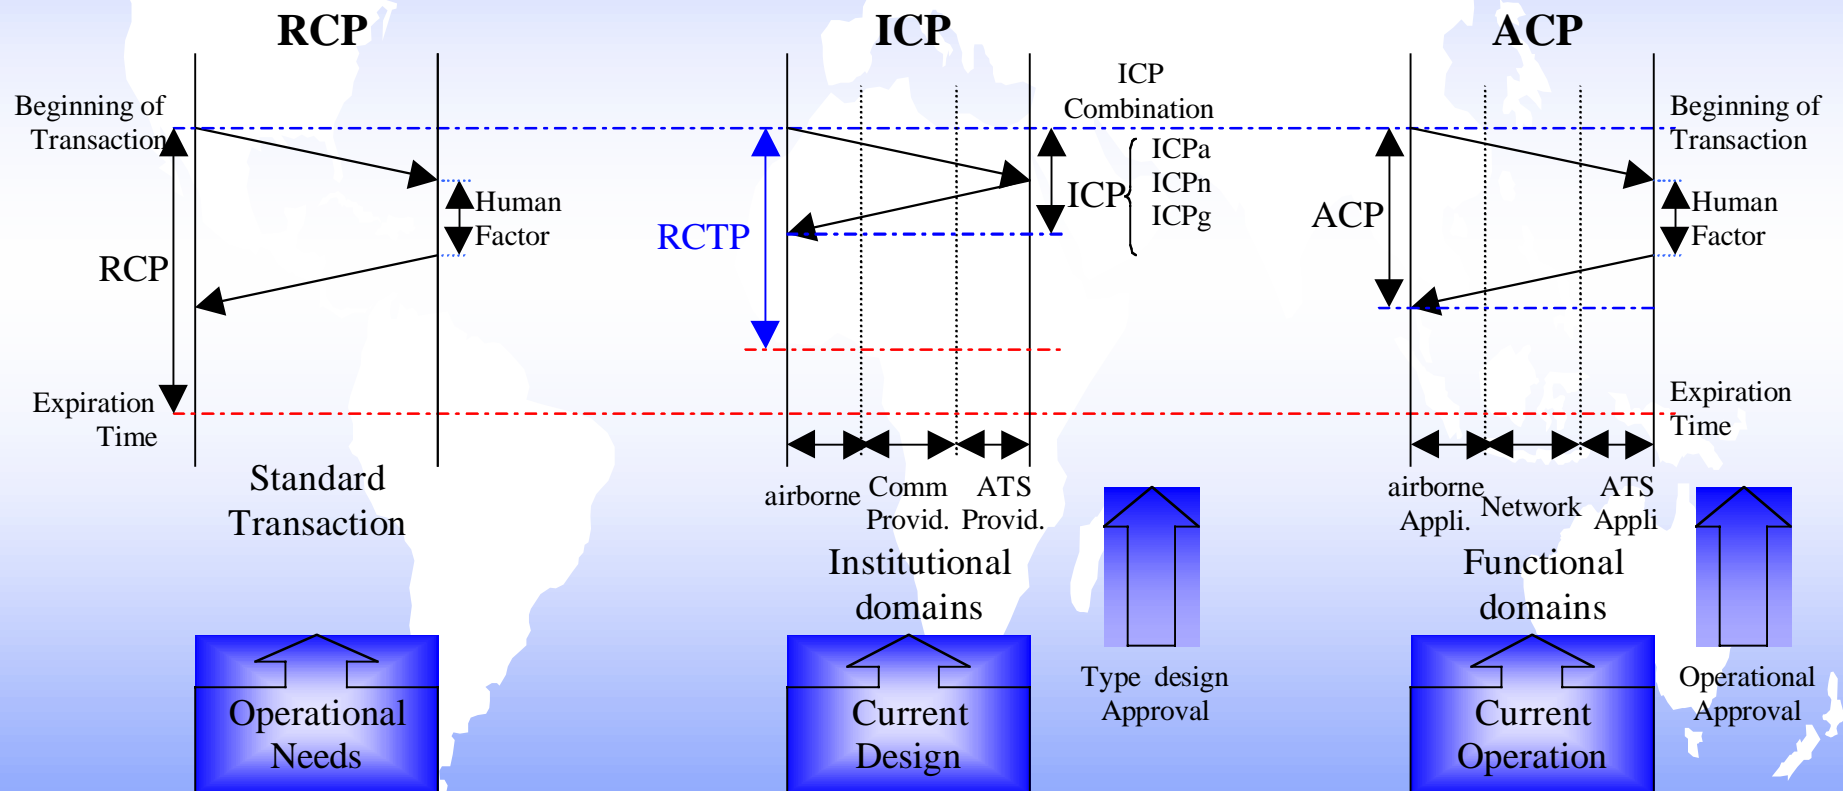 RCP
ICP
ACP
Beginning of
Transaction
RCP
Human
Factor
Expiration
Time
Standard
Transaction
Operational
Needs
RCTP
ICP
Combination
ICP
ICPa
ICPn
ICPg
airborne
Comm
Provid.
ATS
Provid.
Institutional
domains
Current
Design
Type design
Approval
ACP
Beginning of
Transaction
Human
Factor
Expiration
Time
airborne
Appli.
Network
ATS
Appli
Functional
domains
Current
Operation
Operational
Approval